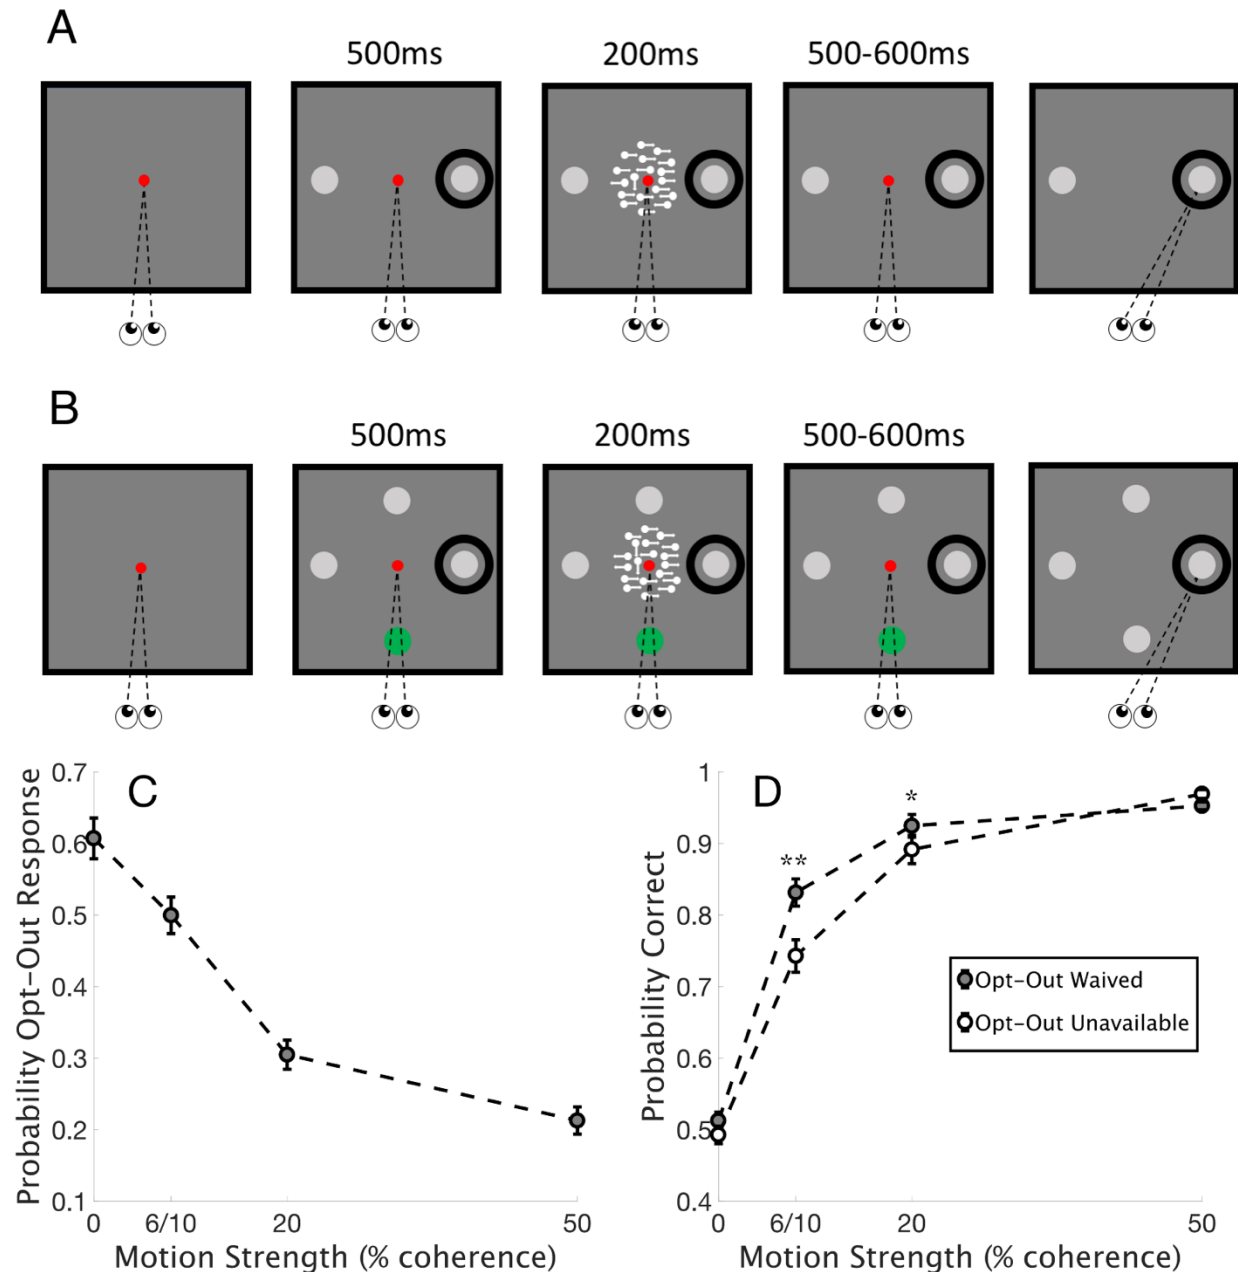 A
500ms
200ms
500-600ms
B
500ms
200ms
500-600ms
C
Probability Opt-Out Response
0.7
0.6
0.5
0.4
0.3
0.2
0.1
0
6/10
20
50
Motion Strength (% coherence)
D
Probability Correct
1
0.9
0.8
0.7
0.6
0.5
0.4
**
*
Opt-Out Waived
Opt-Out Unavailable
0
6/10
20
50
Motion Strength (% coherence)